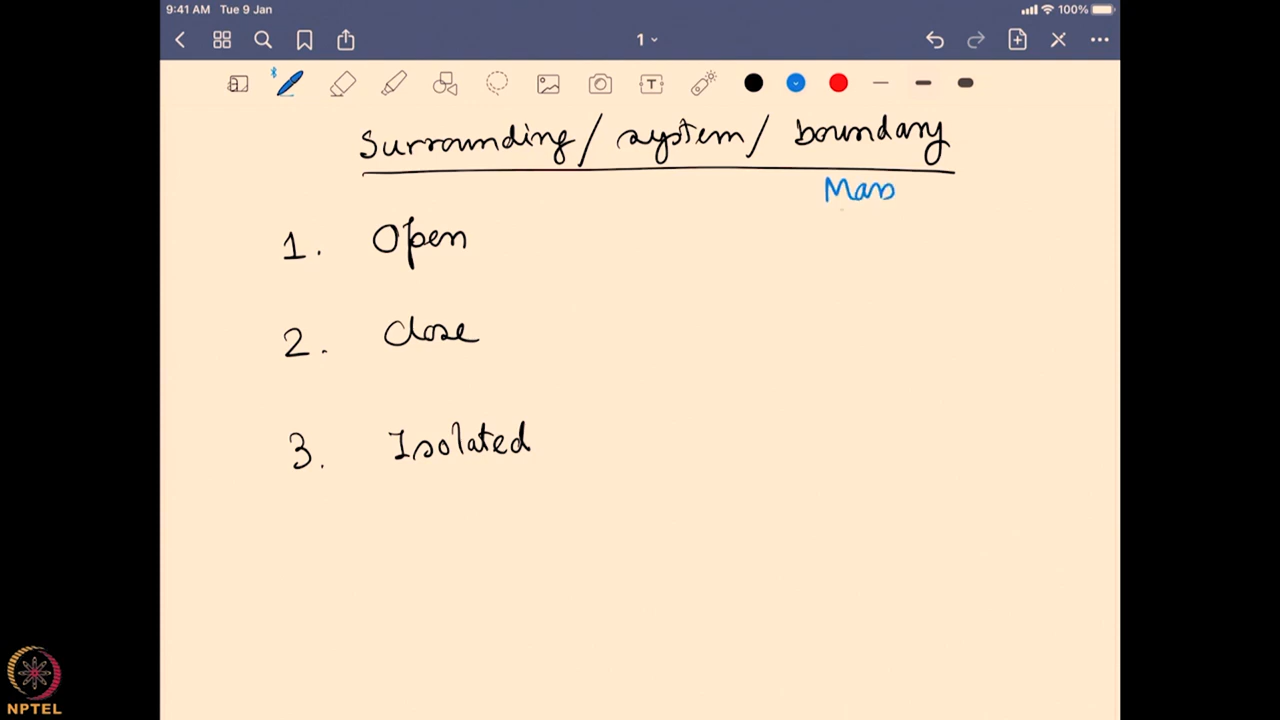 9:41 AM Tue 9 Jan 100%
1
T
Surrounding / system / boundary
Mass
1. Open
2. Close
3. Isolated
NPTEL